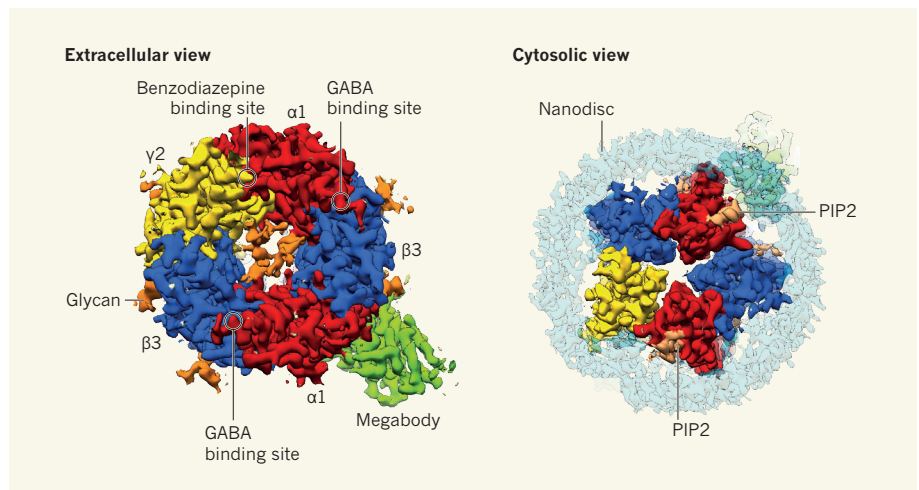 Extracellular view
Benzodiazepine
binding site
α1
GABA
binding site
γ2
β3
Glycan
β3
α1
Megabody
GABA
binding site
Cytosolic view
Nanodisc
PIP2
PIP2